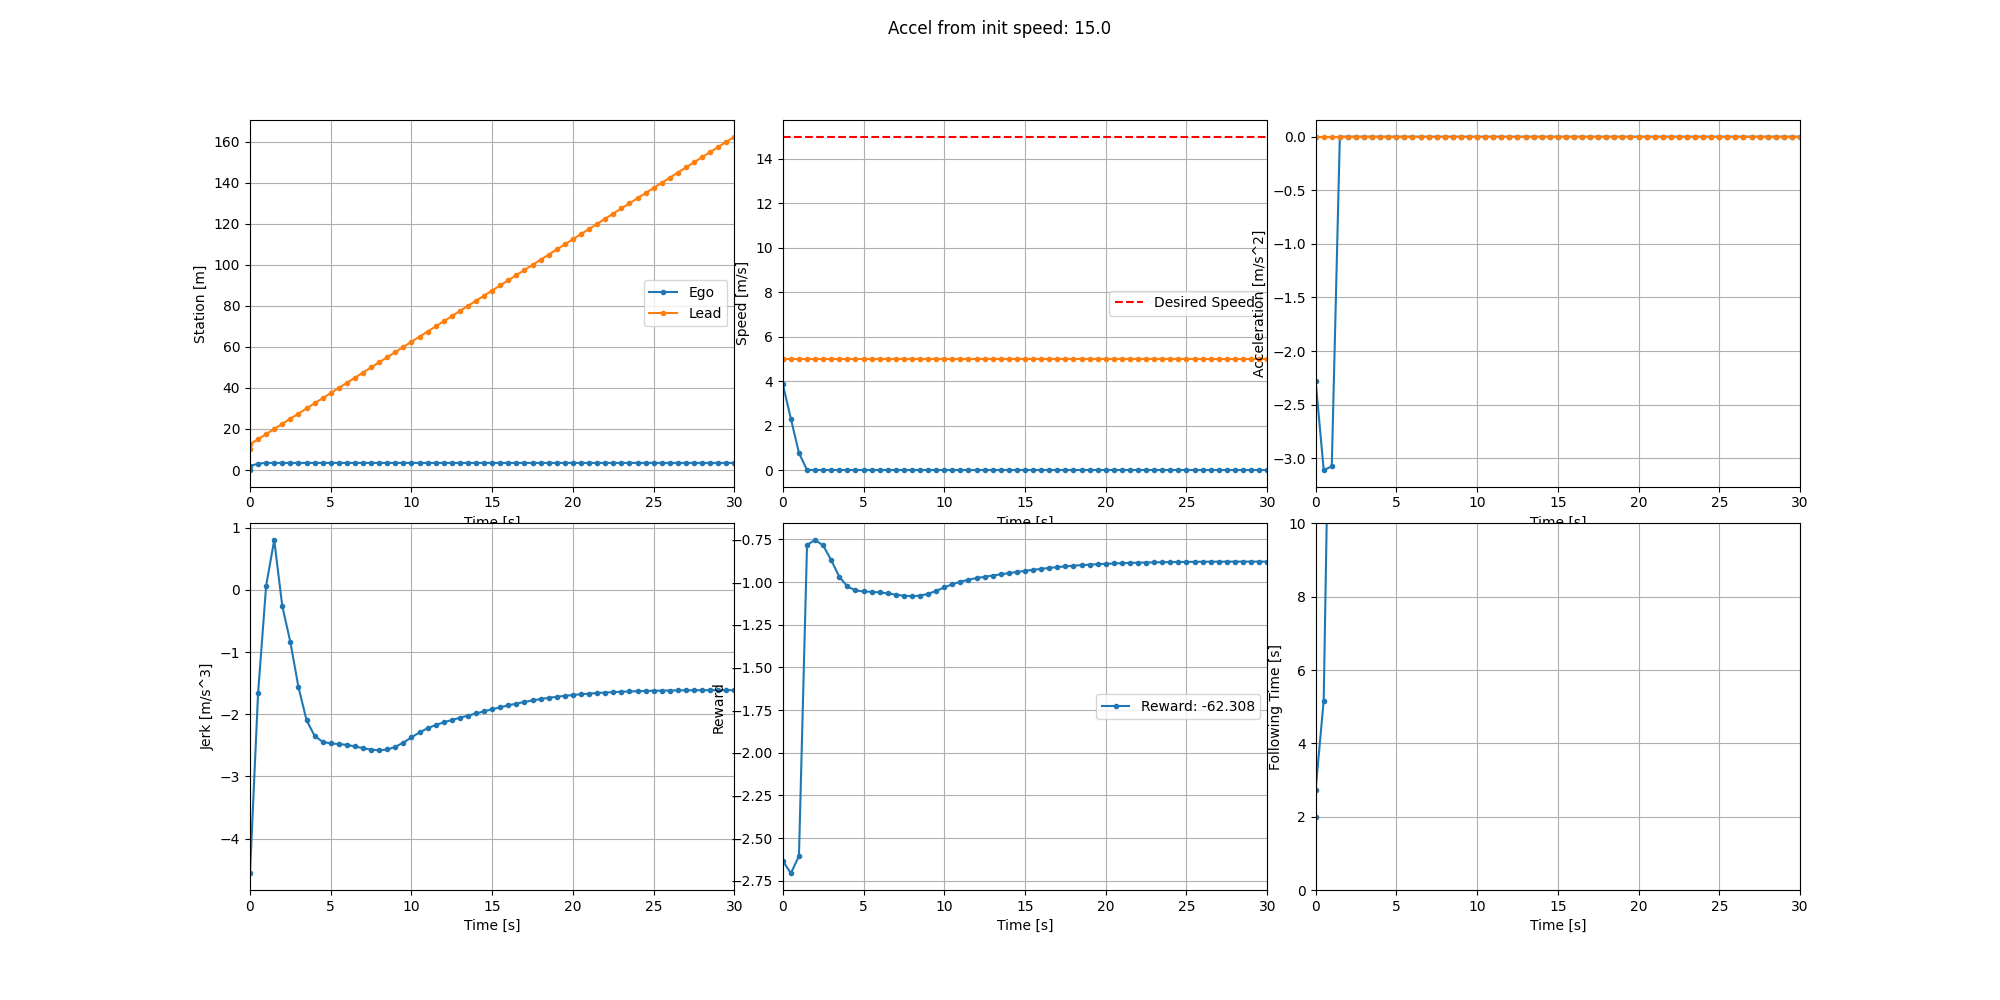 Accel from init speed: 15.0
Station [m]
160
140
120
100
80
60
40
20
0
Ego
Lead
0 5 10 15 20 25 30
Time [s]
Speed [m/s]
14
12
10
8
6
4
2
0
Desired Speed
0 5 10 15 20 25 30
Time [s]
Acceleration [m/s^2]
0.0
−0.5
−1.0
−1.5
−2.0
−2.5
−3.0
0 5 10 15 20 25 30
Time [s]
Jerk [m/s^3]
1
0
−1
−2
−3
−4
0 5 10 15 20 25 30
Time [s]
Reward
−0.75
−1.00
−1.25
−1.50
−1.75
−2.00
−2.25
−2.50
−2.75
Reward: -62.308
0 5 10 15 20 25 30
Time [s]
Following Time [s]
10
8
6
4
2
0
0 5 10 15 20 25 30
Time [s]